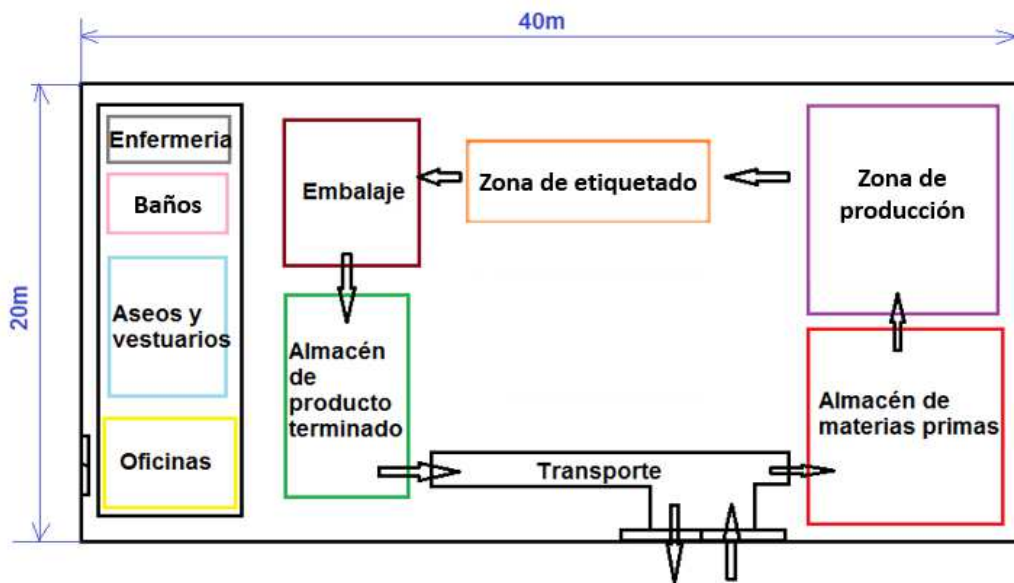 40m
20m
Enfermeria
Baños
Aseos y
vestuarios
Oficinas
Embalaje
Zona de etiquetado
Zona de
producción
Almacén
de
producto
terminado
Transporte
Almacén de
materias primas